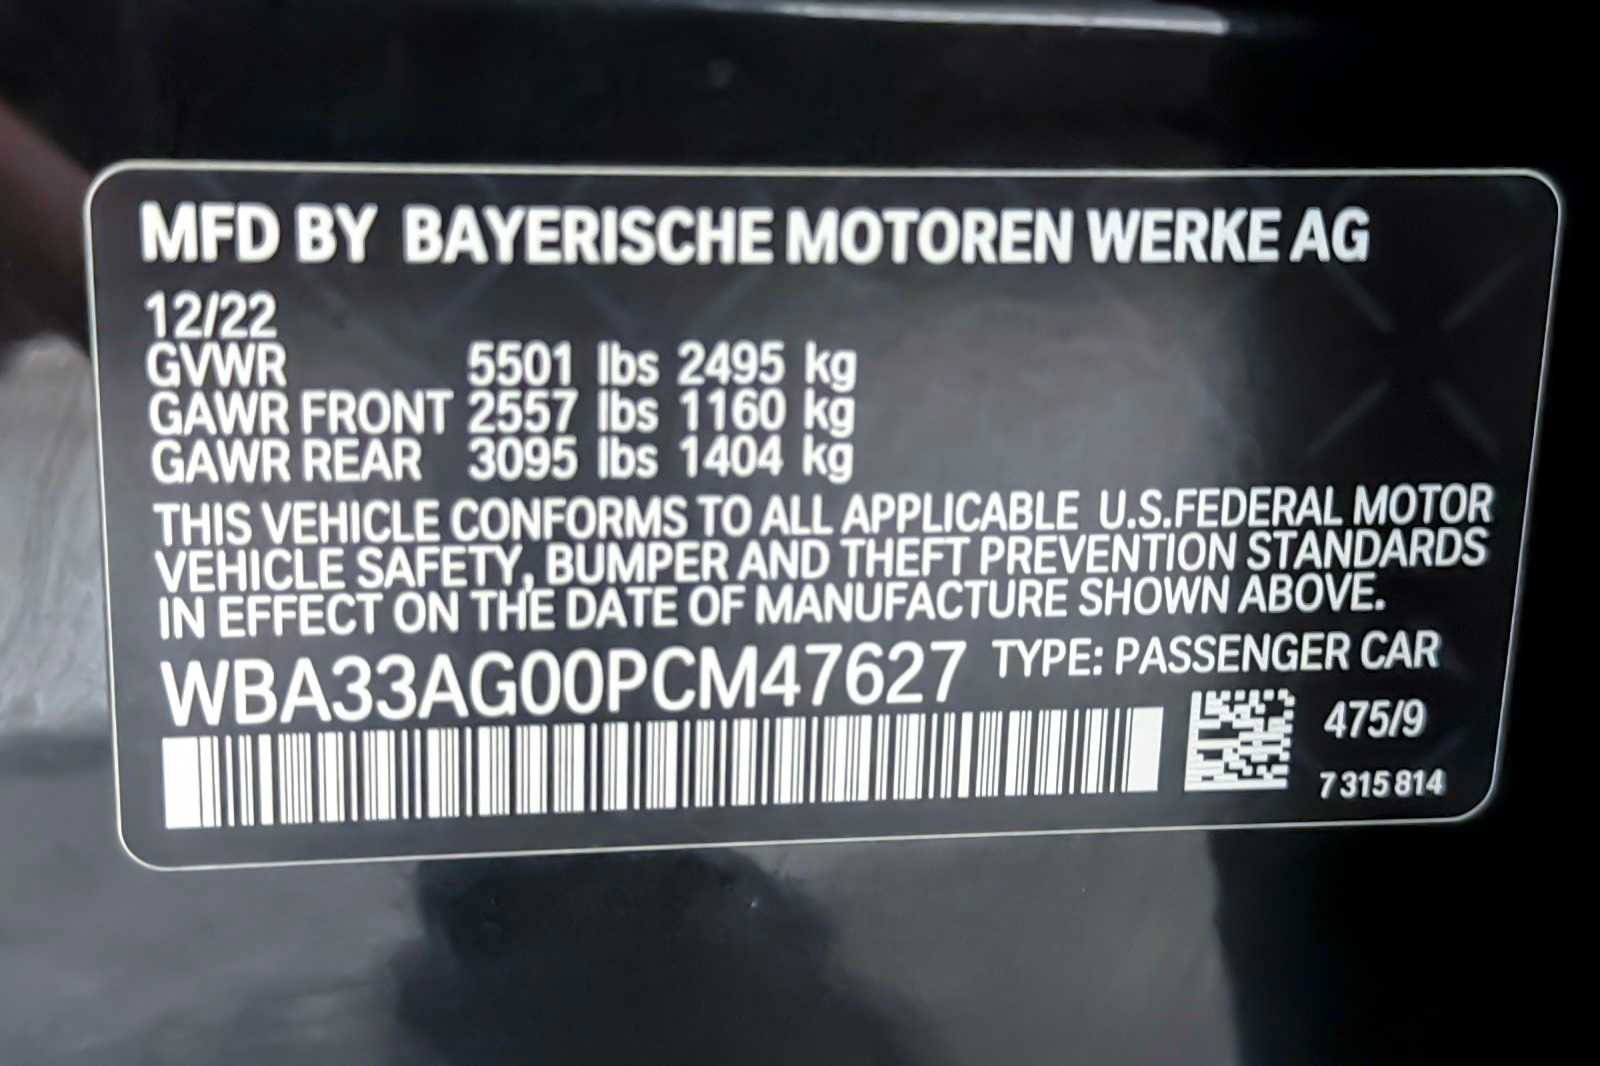 MFD BY BAYERISCHE MOTOREN WERKE AG
12/22
GVWR 5501 lbs 2495 kg
GAWR FRONT 2557 lbs 1160 kg
GAWR REAR 3095 lbs 1404 kg
THIS VEHICLE CONFORMS TO ALL APPLICABLE U.S.FEDERAL MOTOR
VEHICLE SAFETY, BUMPER AND THEFT PREVENTION STANDARDS
IN EFFECT ON THE DATE OF MANUFACTURE SHOWN ABOVE.
WBA33AG00PCM47627 TYPE: PASSENGER CAR
475/9
7 315 814